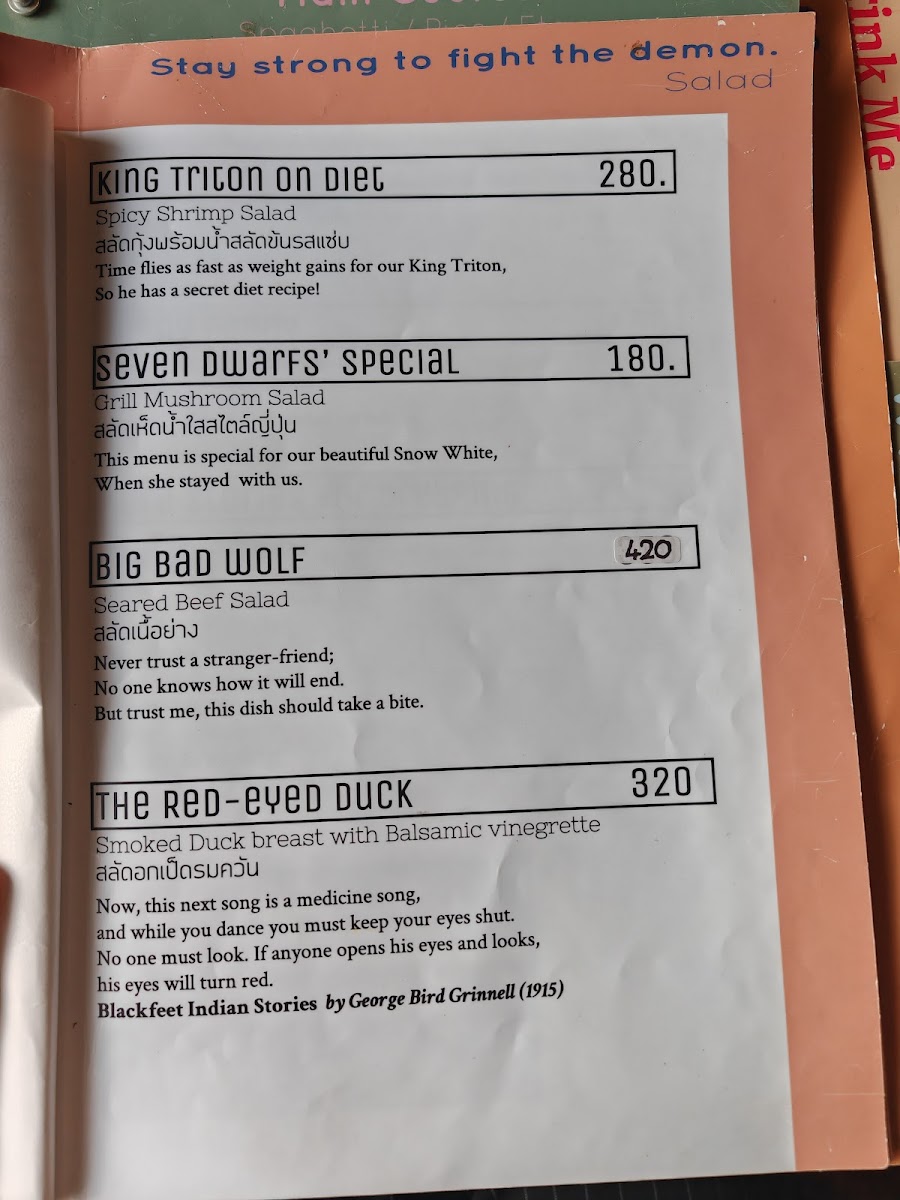 Spaghetti / Rice / Etc
rink Me
Stay strong to fight the demon.
Salad
King Triton on Diet 280.
Spicy Shrimp Salad
สลัดกุ้งพร้อมน้ำสลัดข้นรสแซ่บ
Time flies as fast as weight gains for our King Triton,
So he has a secret diet recipe!
Seven Dwarfs' Special 180.
Grill Mushroom Salad
สลัดเห็ดน้ำใสสไตล์ญี่ปุ่น
This menu is special for our beautiful Snow White,
When she stayed with us.
Big Bad Wolf 420
Seared Beef Salad
สลัดเนื้อย่าง
Never trust a stranger-friend;
No one knows how it will end.
But trust me, this dish should take a bite.
The Red-Eyed Duck 320
Smoked Duck breast with Balsamic vinegrette
สลัดอกเป็ดรมควัน
Now, this next song is a medicine song,
and while you dance you must keep your eyes shut.
No one must look. If anyone opens his eyes and looks,
his eyes will turn red.
Blackfeet Indian Stories by George Bird Grinnell (1915)